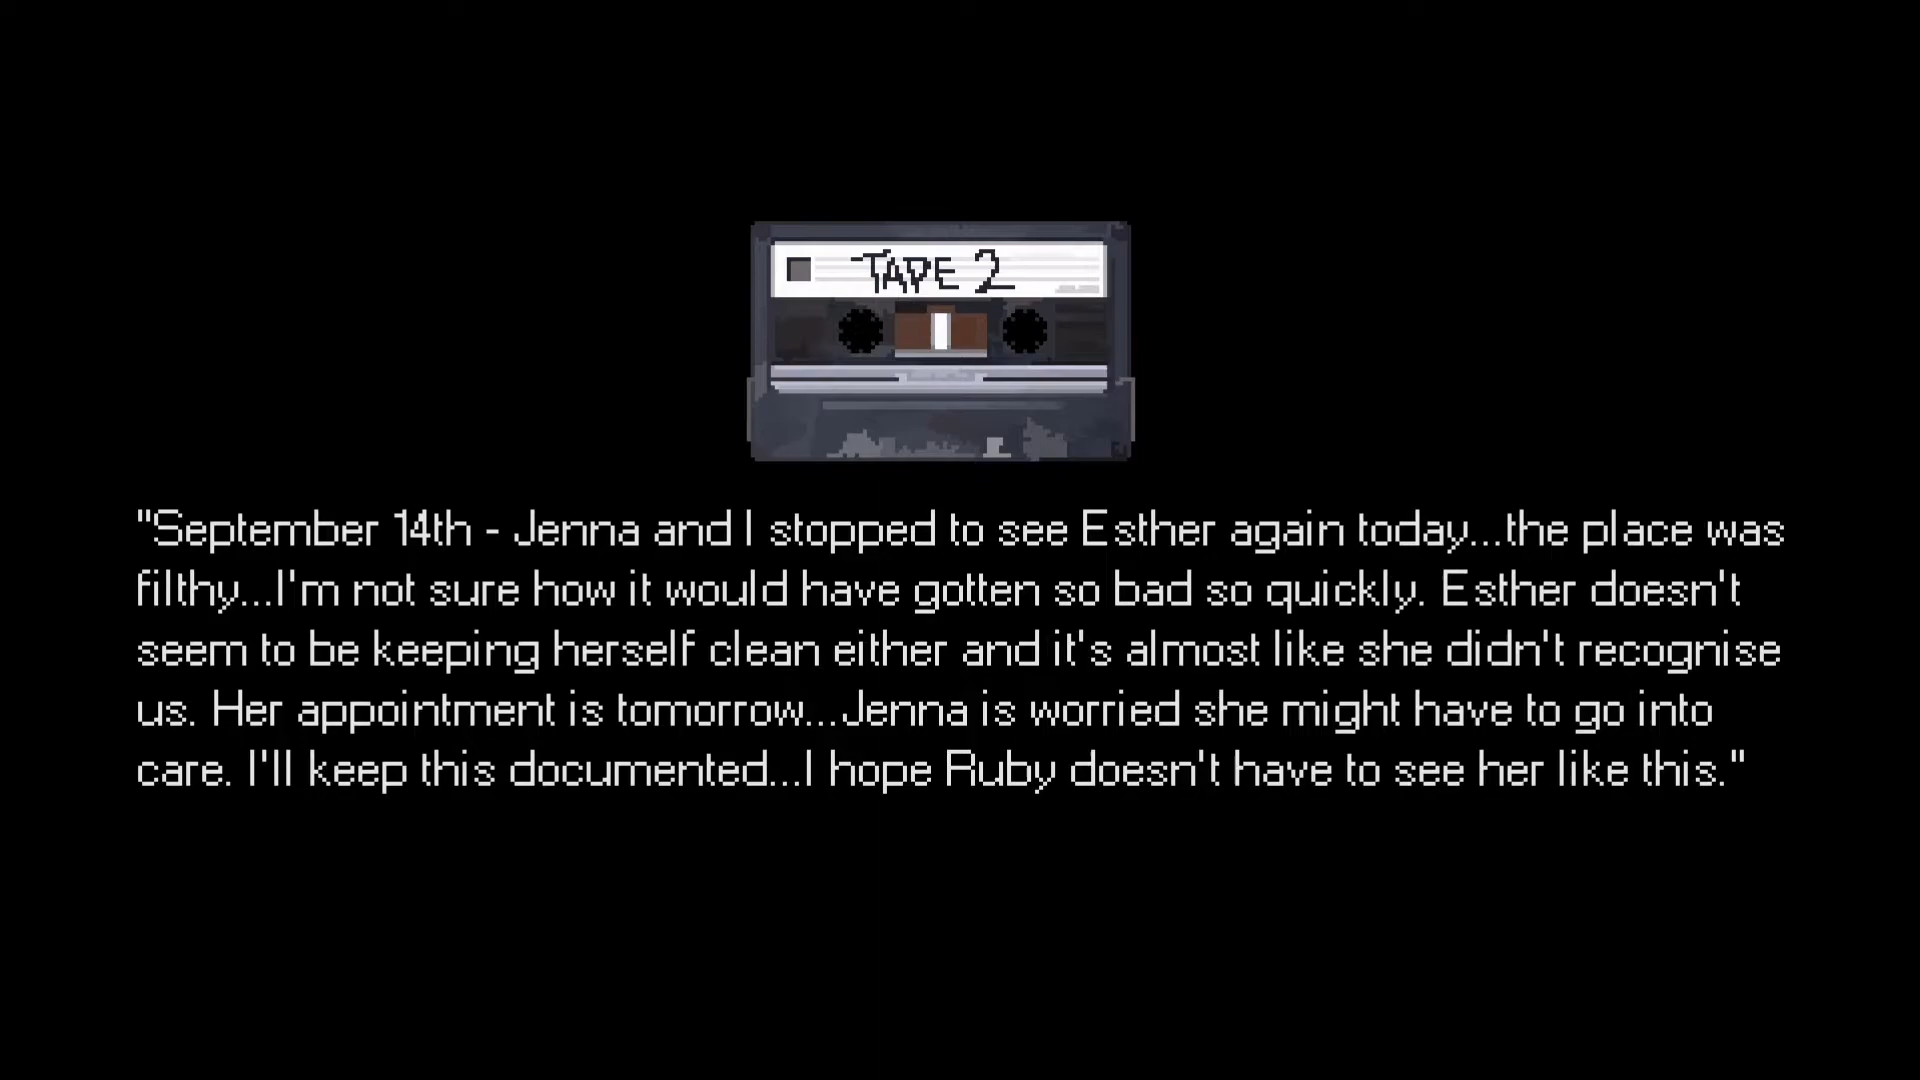 TAPE 2
"September 14th - Jenna and I stopped to see Esther again today...the place was
filthy...I'm not sure how it would have gotten so bad so quickly. Esther doesn't
seem to be keeping herself clean either and it's almost like she didn't recognise
us. Her appointment is tomorrow...Jenna is worried she might have to go into
care. I'll keep this documented...I hope Ruby doesn't have to see her like this."